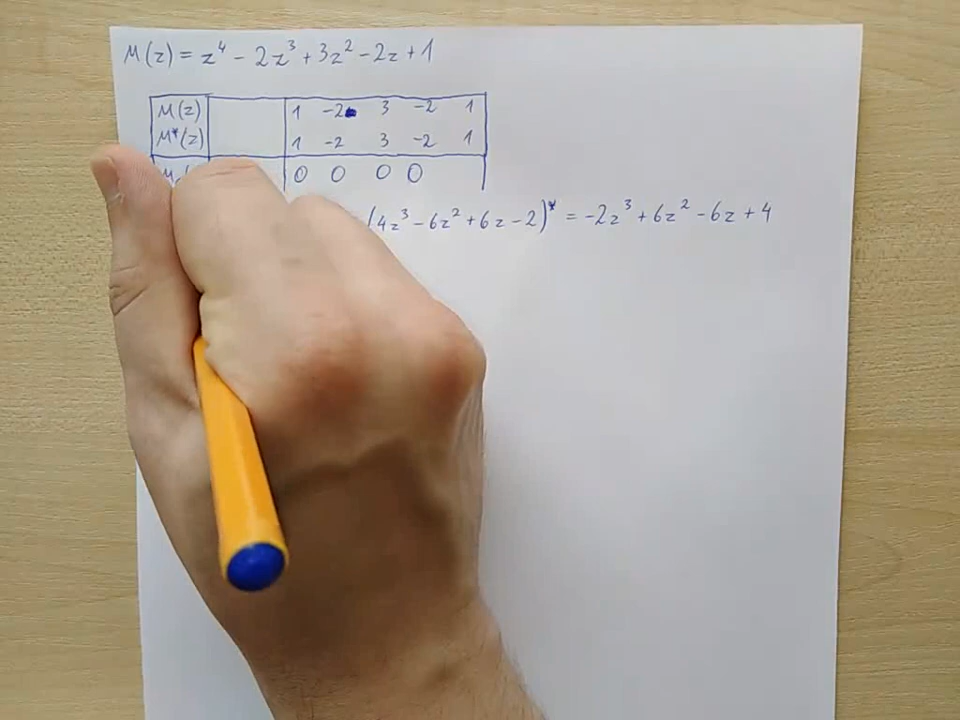 M(z) = z⁴ - 2z³ + 3z² - 2z + 1
M(z) 1 -2 3 -2 1
M*(z) 1 -2 3 -2 1
0 0 0 0
(4z³ - 6z² + 6z - 2)* = -2z³ + 6z² - 6z + 4